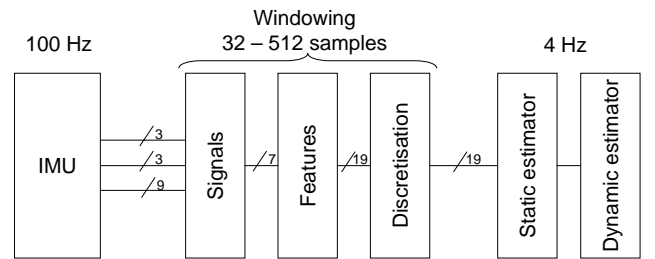 Windowing
100 Hz
32 – 512 samples
4 Hz
IMU
3
3
9
Signals
7
Features
19
Discretisation
19
Static estimator
Dynamic estimator